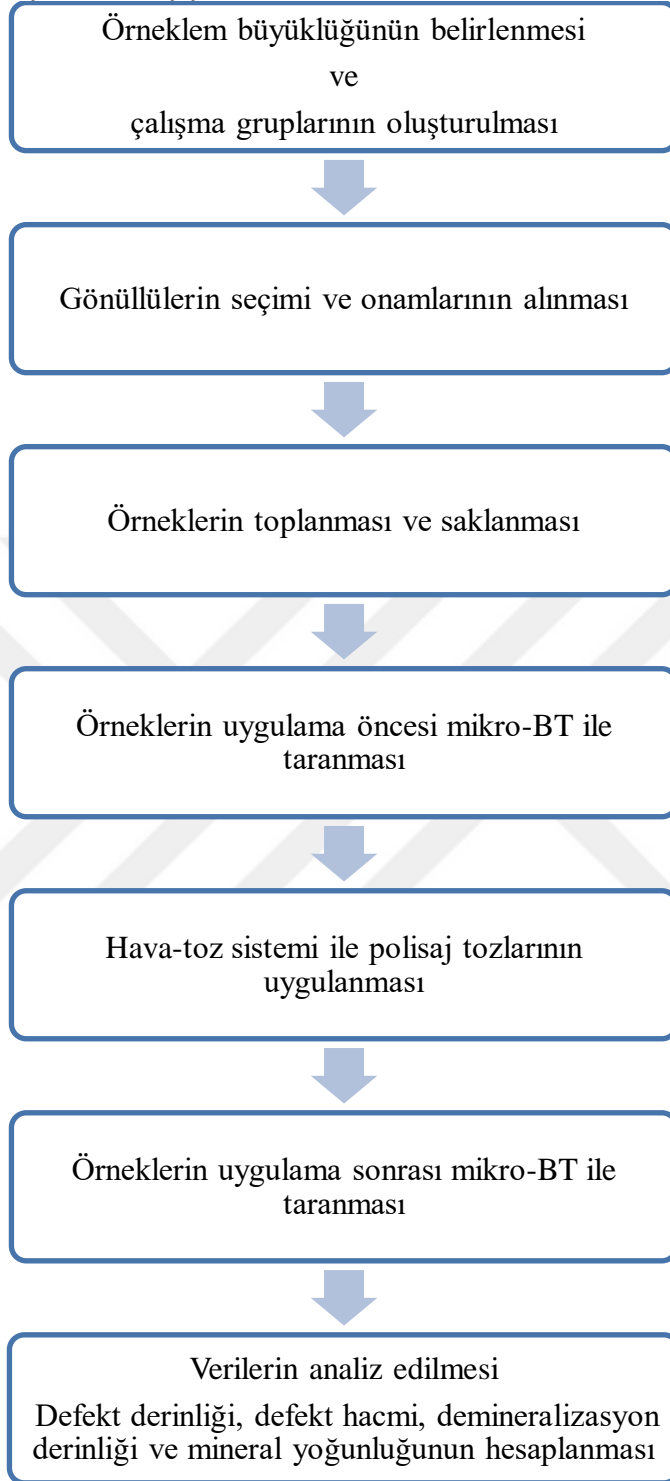 Örneklem büyüklüğünün belirlenmesi
ve
çalışma gruplarının oluşturulması
Gönüllülerin seçimi ve onamlarının alınması
Örneklerin toplanması ve saklanması
Örneklerin uygulama öncesi mikro-BT ile
taranması
Hava-toz sistemi ile polisaj tozlarının
uygulanması
Örneklerin uygulama sonrası mikro-BT ile
taranması
Verilerin analiz edilmesi
Defekt derinliği, defekt hacmi, demineralizasyon
derinliği ve mineral yoğunluğunun hesaplanması